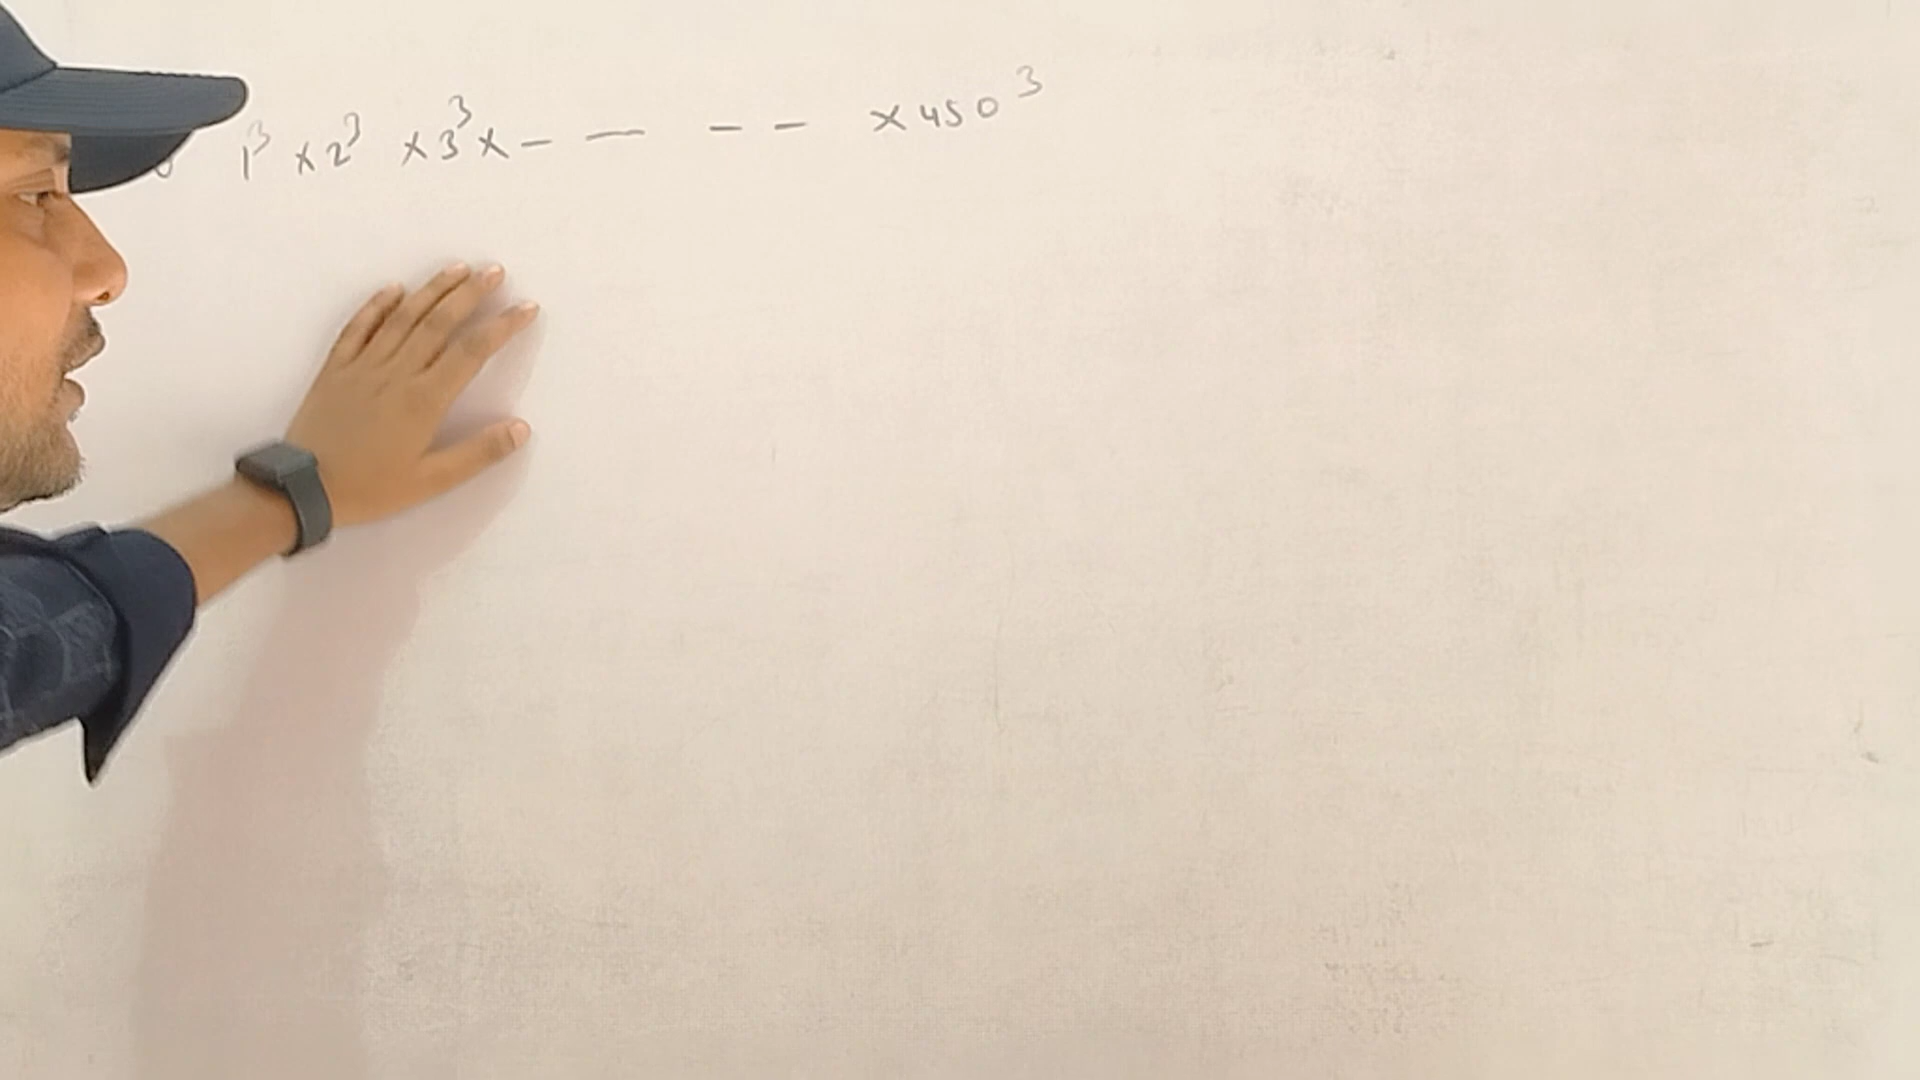 1³ x 2³ x 3³ x - - - - x 450³